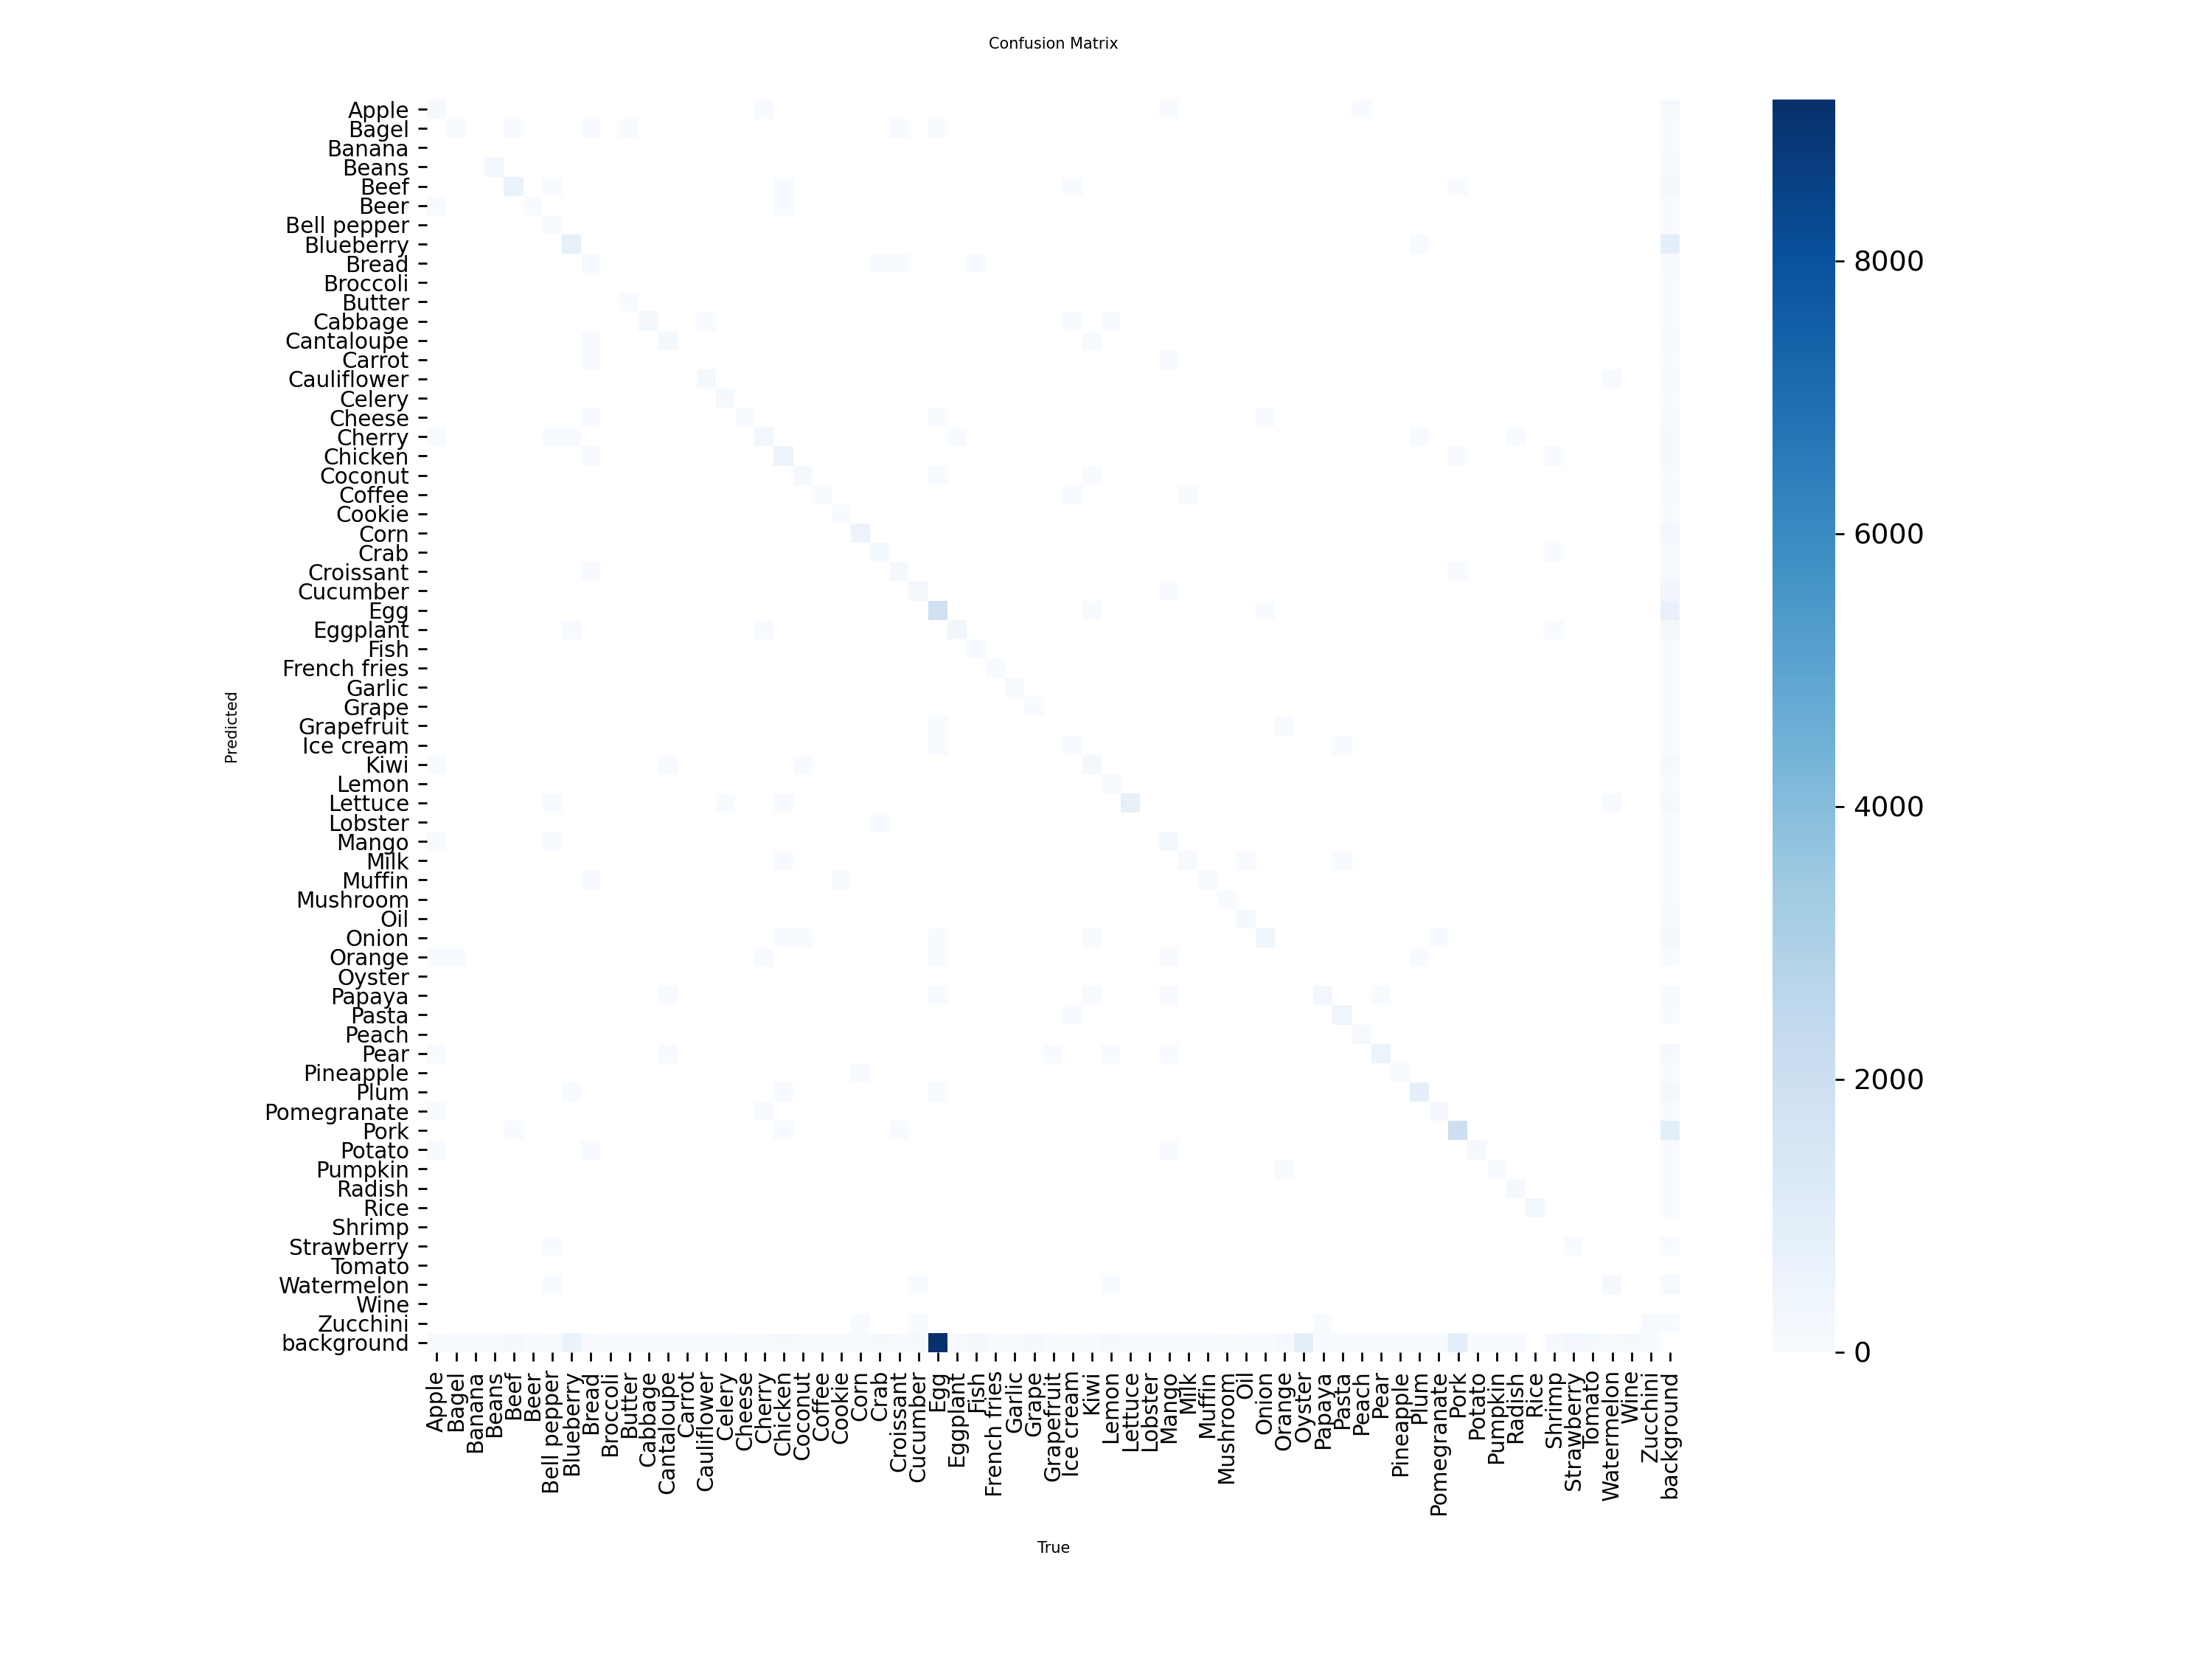 Confusion Matrix
Apple
Bagel
Banana
Beans
Beef
Beer
Bell pepper
Blueberry
Bread
Broccoli
Butter
Cabbage
Cantaloupe
Carrot
Cauliflower
Celery
Cheese
Cherry
Chicken
Coconut
Coffee
Cookie
Corn
Crab
Croissant
Cucumber
Egg
Eggplant
Fish
French fries
Garlic
Grape
Grapefruit
Ice cream
Kiwi
Lemon
Lettuce
Lobster
Mango
Milk
Muffin
Mushroom
Oil
Onion
Orange
Oyster
Papaya
Pasta
Peach
Pear
Pineapple
Plum
Pomegranate
Pork
Potato
Pumpkin
Radish
Rice
Shrimp
Strawberry
Tomato
Watermelon
Wine
Zucchini
background
Predicted
Apple
Bagel
Banana
Beans
Beef
Beer
Bell pepper
Blueberry
Bread
Broccoli
Butter
Cabbage
Cantaloupe
Carrot
Cauliflower
Celery
Cheese
Cherry
Chicken
Coconut
Coffee
Cookie
Corn
Crab
Croissant
Cucumber
Egg
Eggplant
Fish
French fries
Garlic
Grape
Grapefruit
Ice cream
Kiwi
Lemon
Lettuce
Lobster
Mango
Milk
Muffin
Mushroom
Oil
Onion
Orange
Oyster
Papaya
Pasta
Peach
Pear
Pineapple
Plum
Pomegranate
Pork
Potato
Pumpkin
Radish
Rice
Shrimp
Strawberry
Tomato
Watermelon
Wine
Zucchini
background
True
8000
6000
4000
2000
0